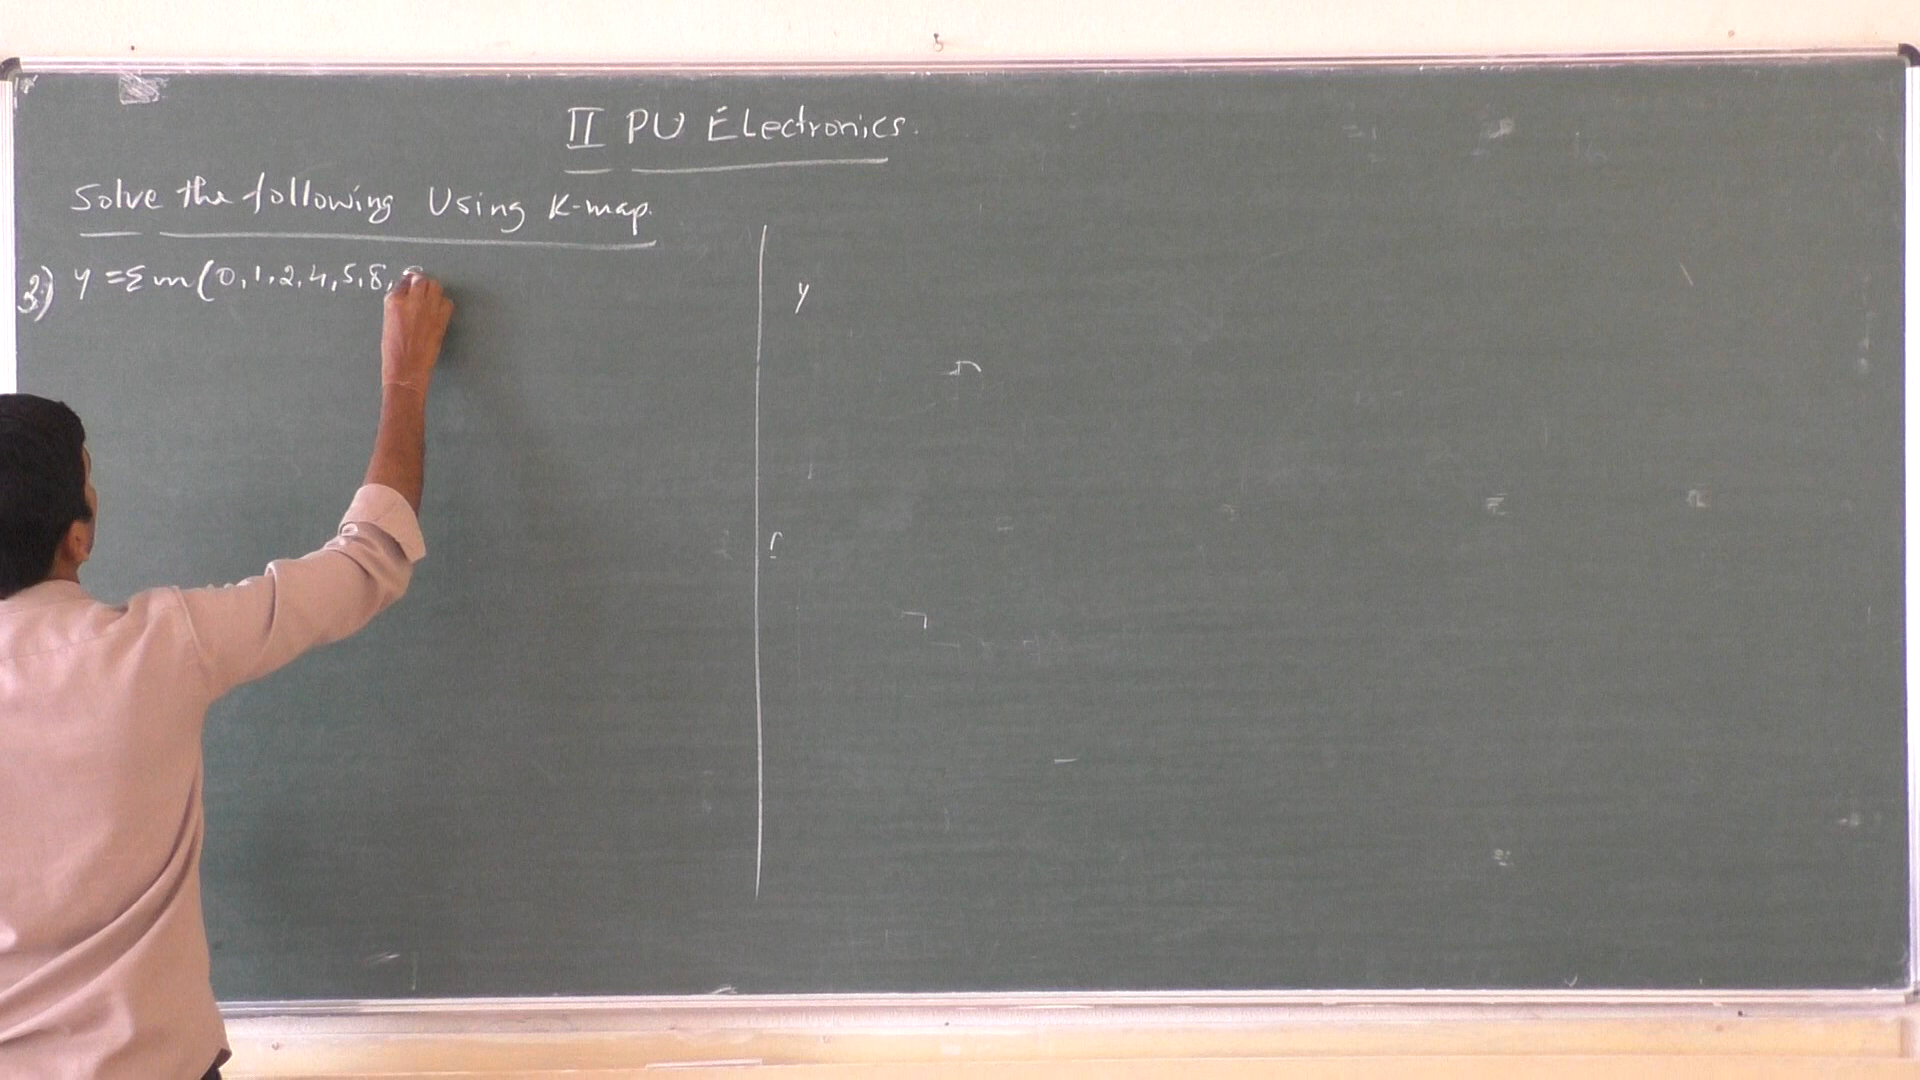 II PU Electronics.
Solve the following Using K-map.
3) y = Σm(0,1,2,4,5,8,
y